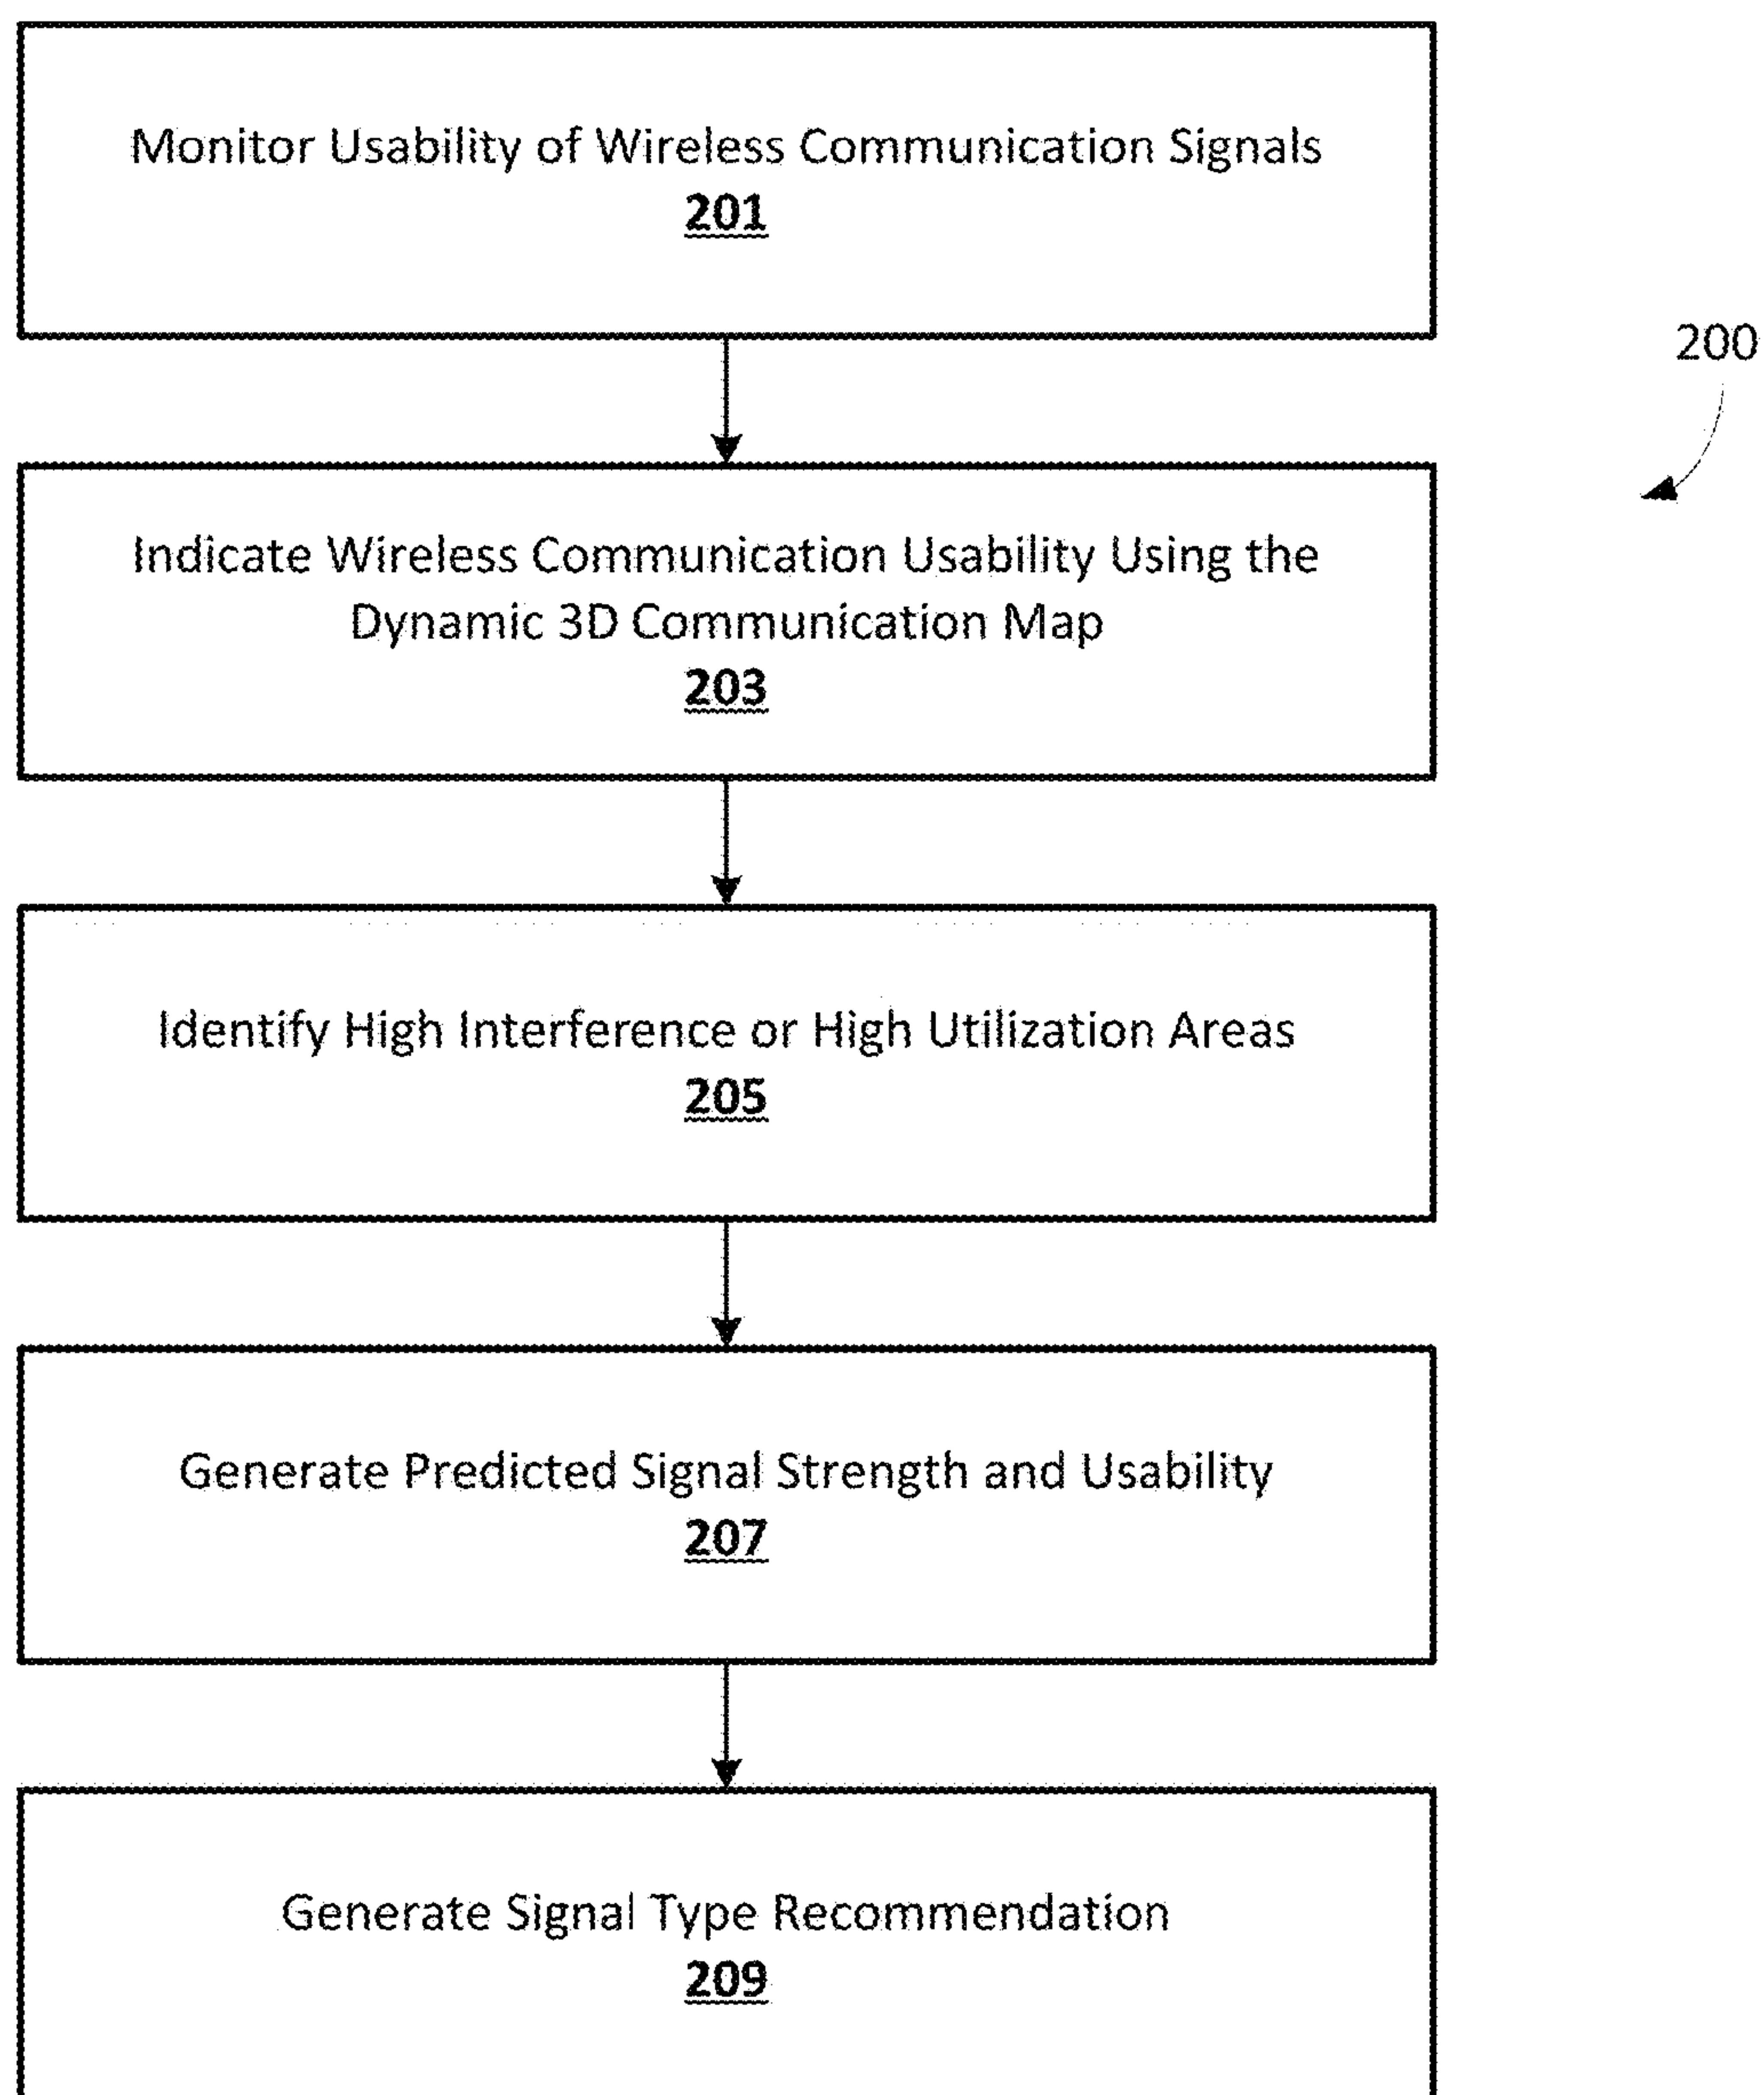 Monitor Usability of Wireless Communication Signals
201
200
Indicate Wireless Communication Usability Using the
Dynamic 3D Communication Map
203
Identify High Interference or High Utilization Areas
205
Generate Predicted Signal Strength and Usability
207
Generate Signal Type Recommendation
209